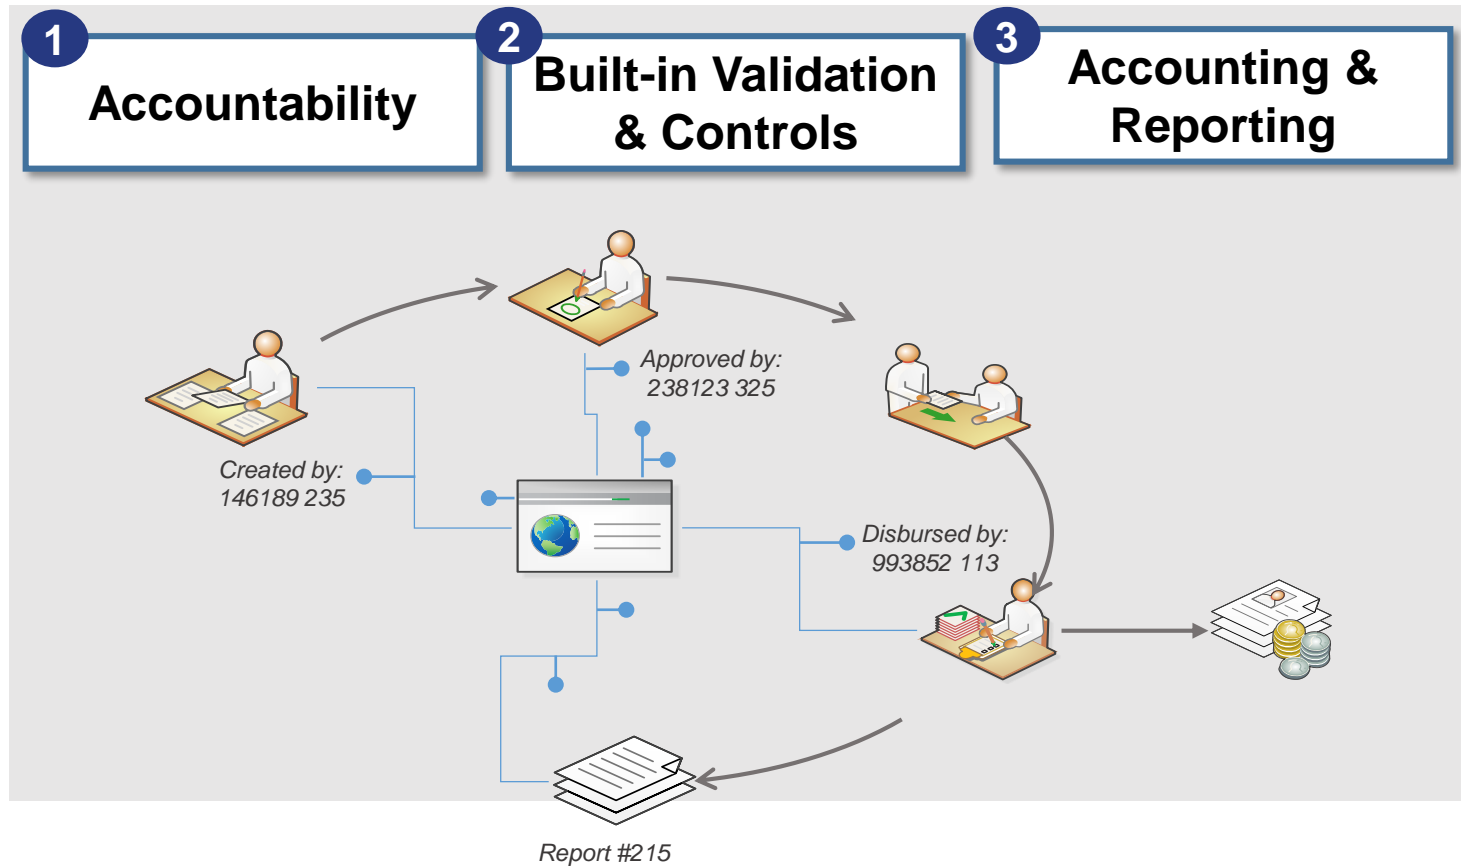 1
Accountability
2
Built-in Validation
& Controls
3
Accounting &
Reporting
Approved by:
238123 325
Created by:
146189 235
Disbursed by:
993852 113
Report #215